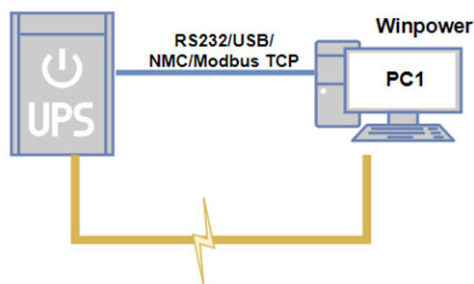 Winpower
RS232/USB/
NMC/Modbus TCP
PC1
UPS